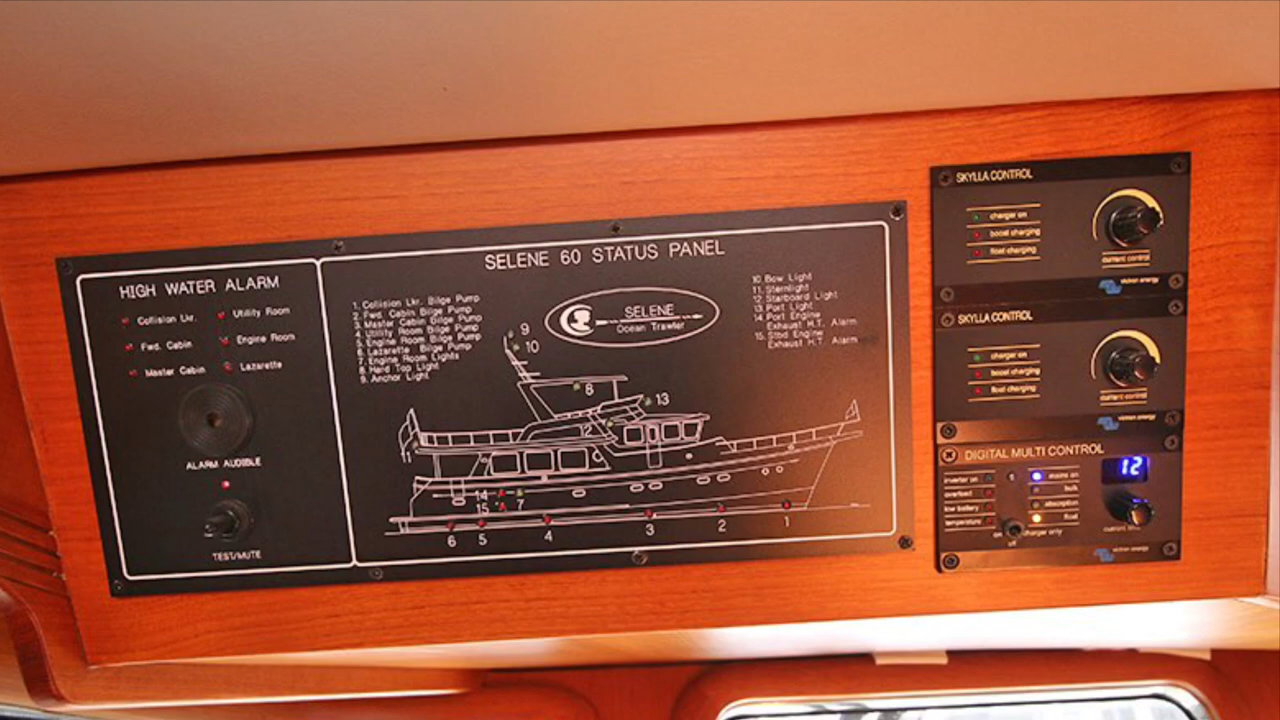 HIGH WATER ALARM
Collision Lkr.
Utility Room
Fwd. Cabin
Engine Room
Master Cabin
Lazarette
ALARM AUDIBLE
TEST/MUTE
SELENE 60 STATUS PANEL
1. Collision Lkr. Bilge Pump
2. Fwd. Cabin Bilge Pump
3. Master Cabin Bilge Pump
4. Utility Room Bilge Pump
5. Engine Room Bilge Pump
6. Lazarette Bilge Pump
7. Engine Room Lights
8. Hard Top Light
9. Anchor Light
SELENE
Ocean Trawler
10. Bow Light
11. Sternlight
12. Starboard Light
13. Port Light
14. Port Engine
Exhaust H.T. Alarm
15. Stbd Engine
Exhaust H.T. Alarm
9
10
8
13
11
14
7
15
6
5
4
3
2
1
SKYLLA CONTROL
charger on
boost charging
float charging
current control
victron energy
SKYLLA CONTROL
charger on
boost charging
float charging
current control
victron energy
DIGITAL MULTI CONTROL
inverter on
overload
low battery
temperature
mains on
bulk
absorption
float
12
on
off
charger only
victron energy